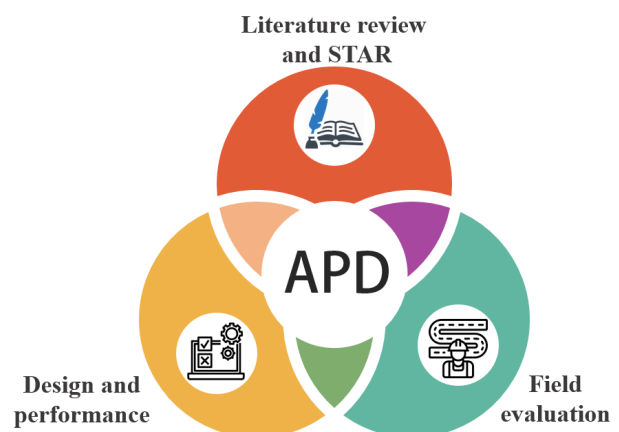 Literature review
and STAR
APD
Design and
performance
Field
evaluation